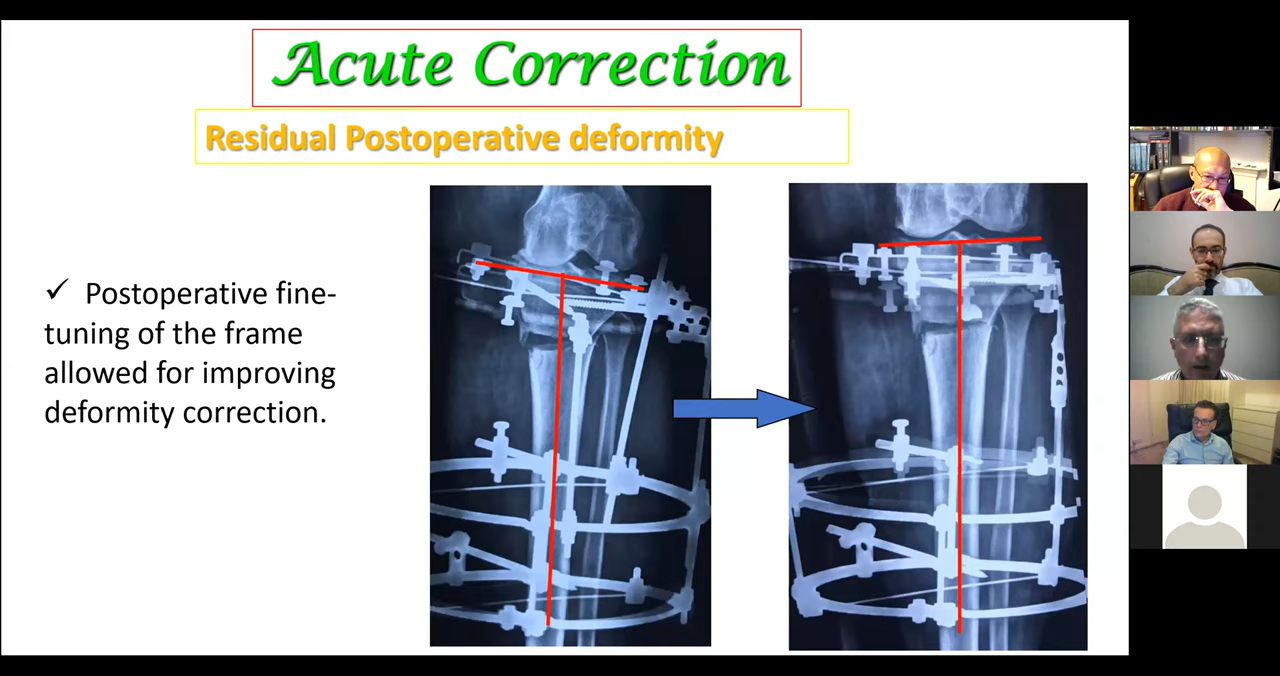 Acute Correction
Residual Postoperative deformity
✓ Postoperative fine-
tuning of the frame
allowed for improving
deformity correction.